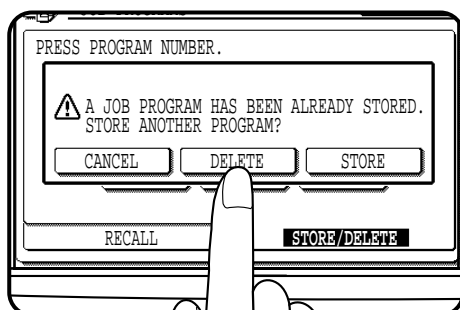 PRESS PROGRAM NUMBER.
A JOB PROGRAM HAS BEEN ALREADY STORED.
STORE ANOTHER PROGRAM?
CANCEL DELETE STORE
RECALL STORE/DELETE